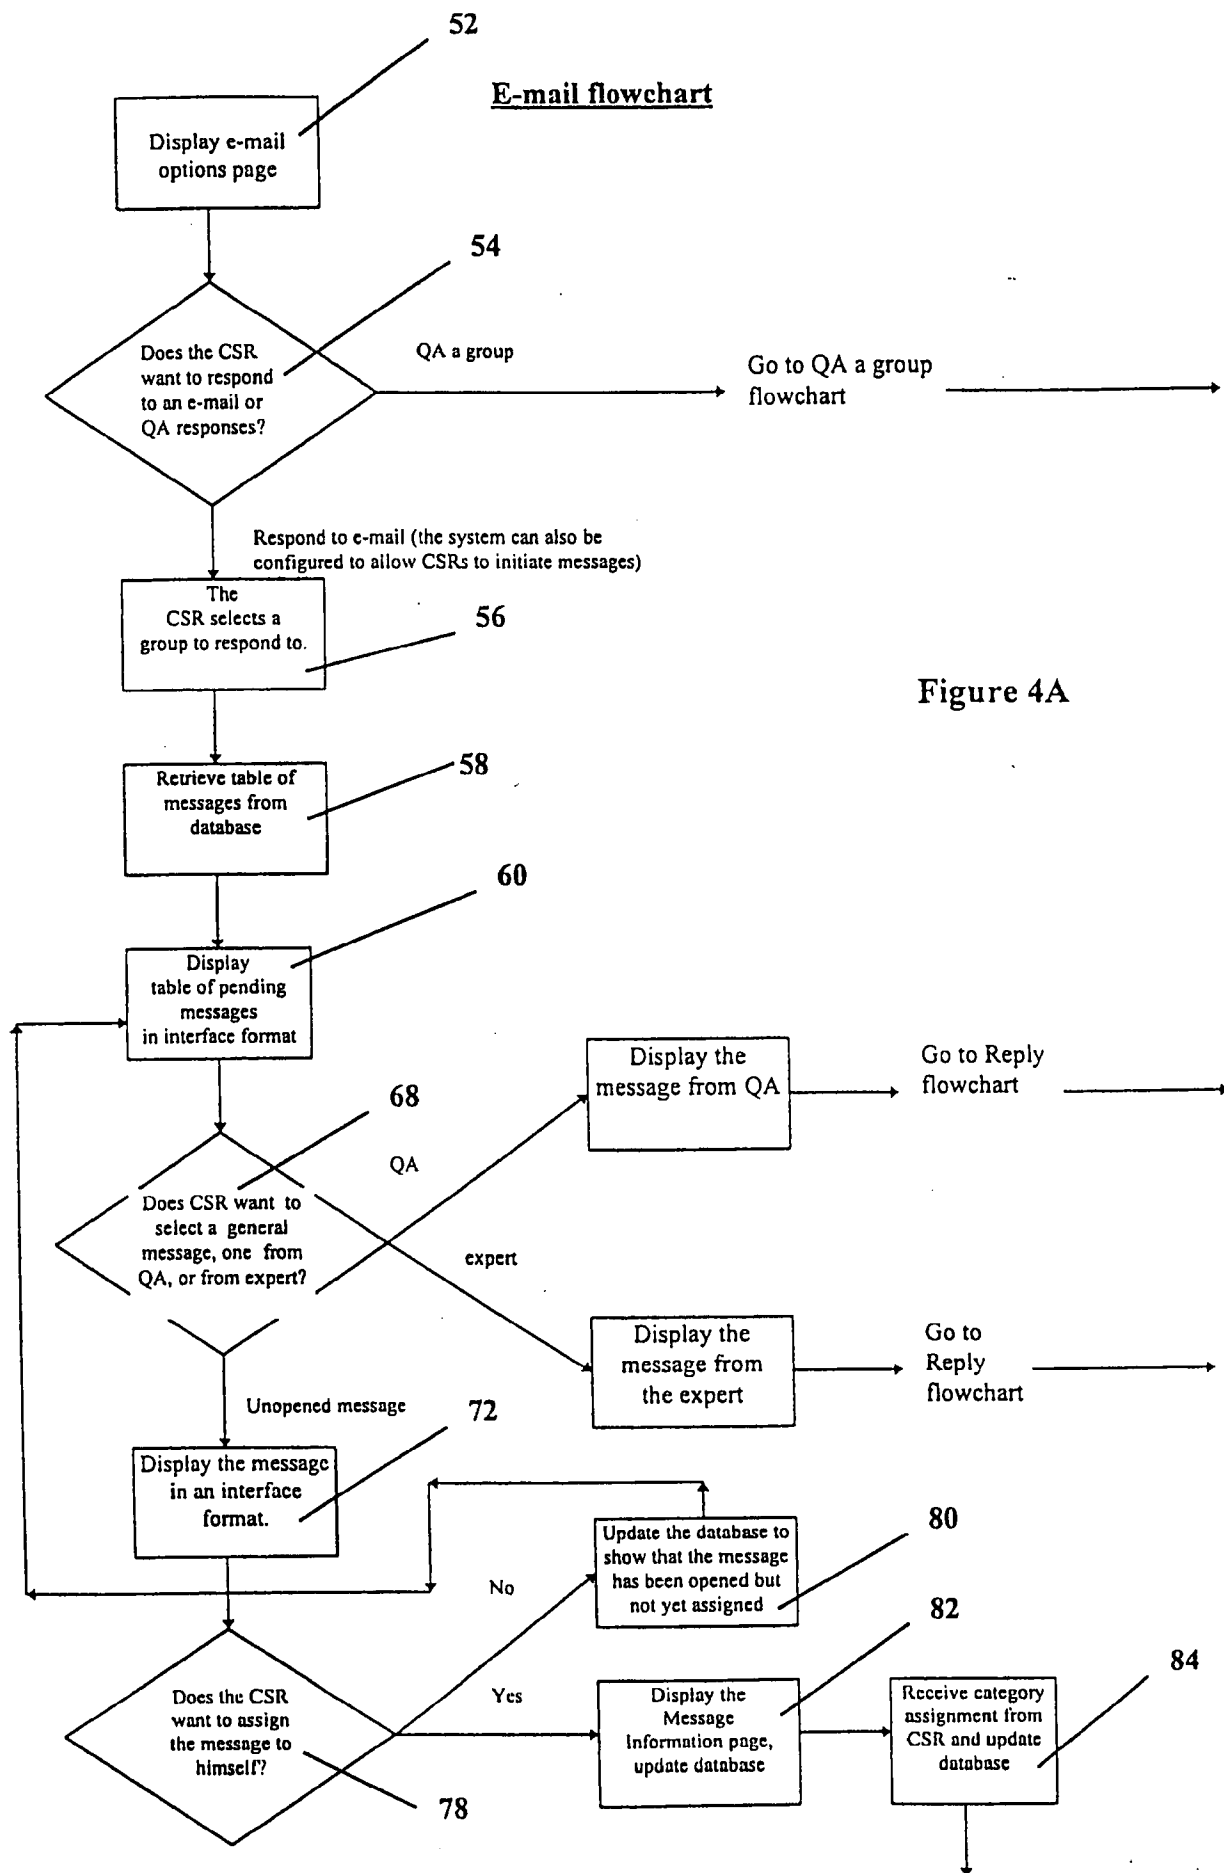 52
E-mail flowchart
Display e-mail
options page
54
Does the CSR
want to respond
to an e-mail or
QA responses?
QA a group
Go to QA a group
flowchart
Respond to e-mail (the system can also be
configured to allow CSRs to initiate messages)
The
CSR selects a
group to respond to.
56
Figure 4A
Retrieve table of
messages from
database
58
60
Display
table of pending
messages
in interface format
Display the
message from QA
Go to Reply
flowchart
68
QA
Does CSR want to
select a general
message, one from
QA, or from expert?
expert
Display the
message from
the expert
Go to
Reply
flowchart
Unopened message
72
Display the message
in an interface
format.
Update the database to
show that the message
has been opened but
not yet assigned
80
No
82
84
Does the CSR
want to assign
the message to
himself?
Yes
Display the
Message
Information page,
update database
Receive category
assignment from
CSR and update
database
78